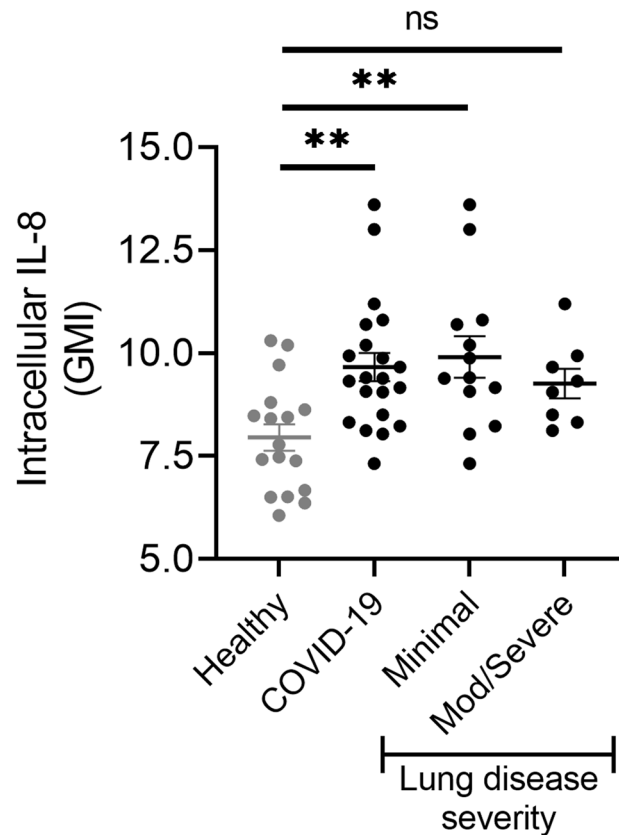 ns
**
**
Intracellular IL-8
(GMI)
15.0
12.5
10.0
7.5
5.0
Healthy
COVID-19
Minimal
Mod/Severe
Lung disease
severity